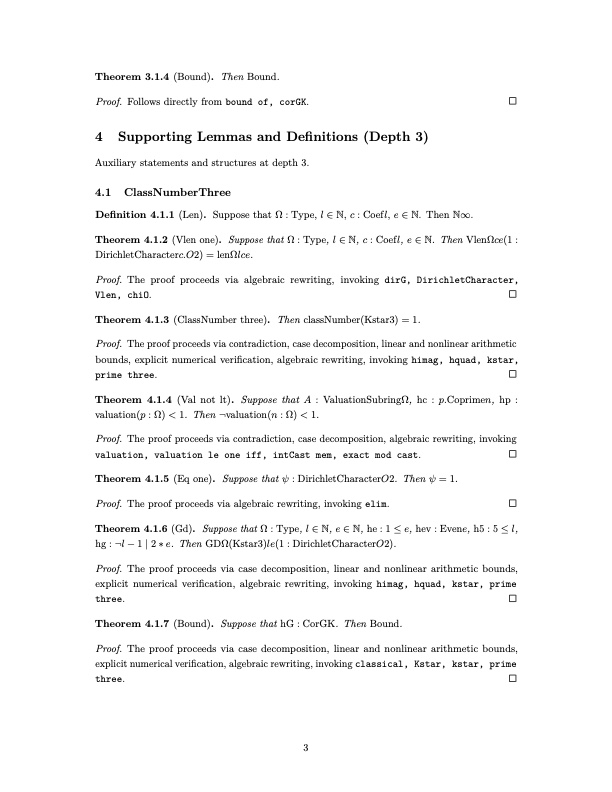 Theorem 3.1.4 (Bound). Then Bound.
Proof. Follows directly from bound of, corGK. □
4 Supporting Lemmas and Definitions (Depth 3)
Auxiliary statements and structures at depth 3.
4.1 ClassNumberThree
Definition 4.1.1 (Len). Suppose that Ω : Type, l ∈ ℕ, c : Coefl, e ∈ ℕ. Then ℕ∞.
Theorem 4.1.2 (Vlen one). Suppose that Ω : Type, l ∈ ℕ, c : Coefl, e ∈ ℕ. Then VlenΩce(1 :
DirichletCharacterc.O2) = lenΩlce.
Proof. The proof proceeds via algebraic rewriting, invoking dirG, DirichletCharacter,
Vlen, chiO. □
Theorem 4.1.3 (ClassNumber three). Then classNumber(Kstar3) = 1.
Proof. The proof proceeds via contradiction, case decomposition, linear and nonlinear arithmetic
bounds, explicit numerical verification, algebraic rewriting, invoking himag, hquad, kstar,
prime three. □
Theorem 4.1.4 (Val not lt). Suppose that A : ValuationSubringΩ, hc : p.Coprimen, hp :
valuation(p : Ω) < 1. Then ¬valuation(n : Ω) < 1.
Proof. The proof proceeds via contradiction, case decomposition, algebraic rewriting, invoking
valuation, valuation le one iff, intCast mem, exact mod cast. □
Theorem 4.1.5 (Eq one). Suppose that ψ : DirichletCharacterO2. Then ψ = 1.
Proof. The proof proceeds via algebraic rewriting, invoking elim. □
Theorem 4.1.6 (Gd). Suppose that Ω : Type, l ∈ ℕ, e ∈ ℕ, he : 1 ≤ e, hev : Evene, h5 : 5 ≤ l,
hg : ¬l − 1 | 2 ∗ e. Then GDΩ(Kstar3)le(1 : DirichletCharacterO2).
Proof. The proof proceeds via case decomposition, linear and nonlinear arithmetic bounds,
explicit numerical verification, algebraic rewriting, invoking himag, hquad, kstar, prime
three. □
Theorem 4.1.7 (Bound). Suppose that hG : CorGK. Then Bound.
Proof. The proof proceeds via case decomposition, linear and nonlinear arithmetic bounds,
explicit numerical verification, algebraic rewriting, invoking classical, Kstar, kstar, prime
three. □
3